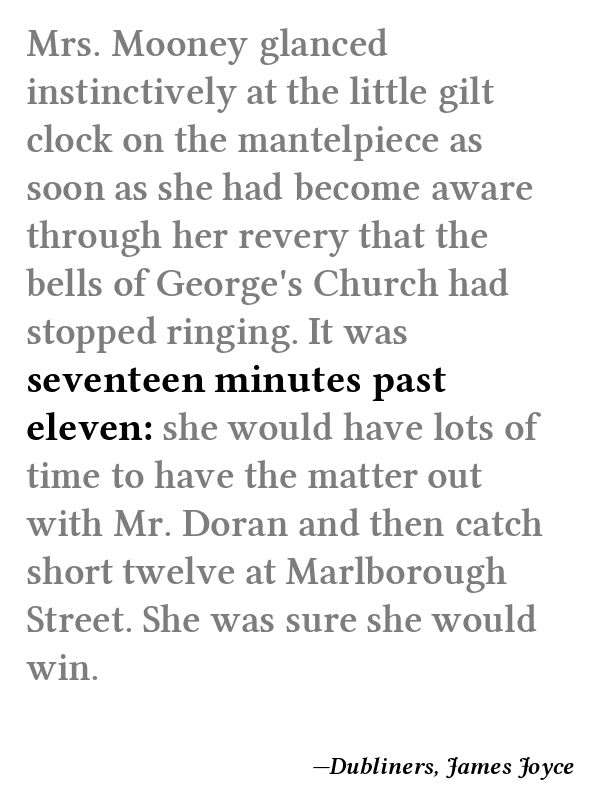 Mrs. Mooney glanced
instinctively at the little gilt
clock on the mantelpiece as
soon as she had become aware
through her revery that the
bells of George's Church had
stopped ringing. It was
seventeen minutes past
eleven: she would have lots of
time to have the matter out
with Mr. Doran and then catch
short twelve at Marlborough
Street. She was sure she would
win.
—Dubliners, James Joyce